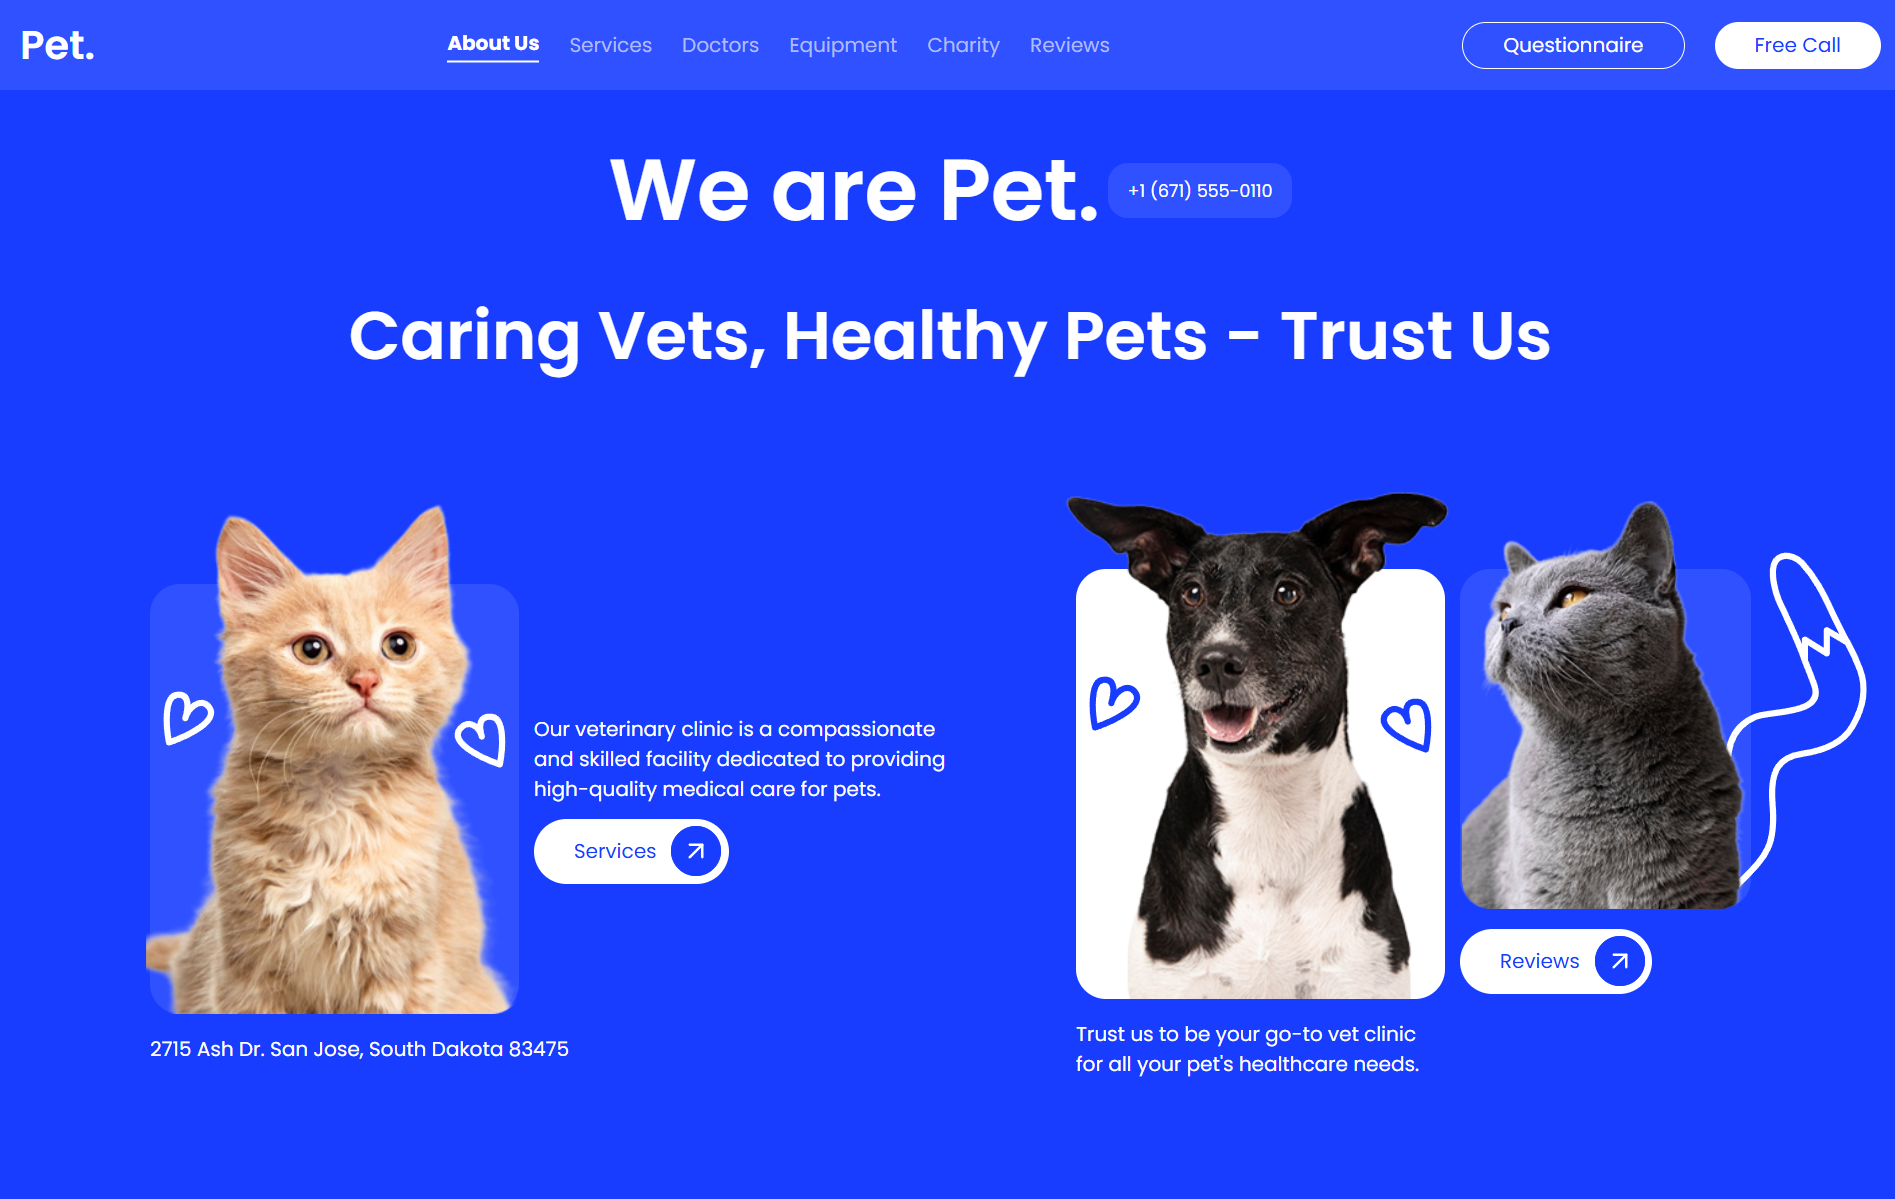 Pet.
About Us
Services
Doctors
Equipment
Charity
Reviews
Questionnaire
Free Call
We are Pet.
+1 (671) 555-0110
Caring Vets, Healthy Pets - Trust Us
Our veterinary clinic is a compassionate
and skilled facility dedicated to providing
high-quality medical care for pets.
Services
2715 Ash Dr. San Jose, South Dakota 83475
Reviews
Trust us to be your go-to vet clinic
for all your pet's healthcare needs.